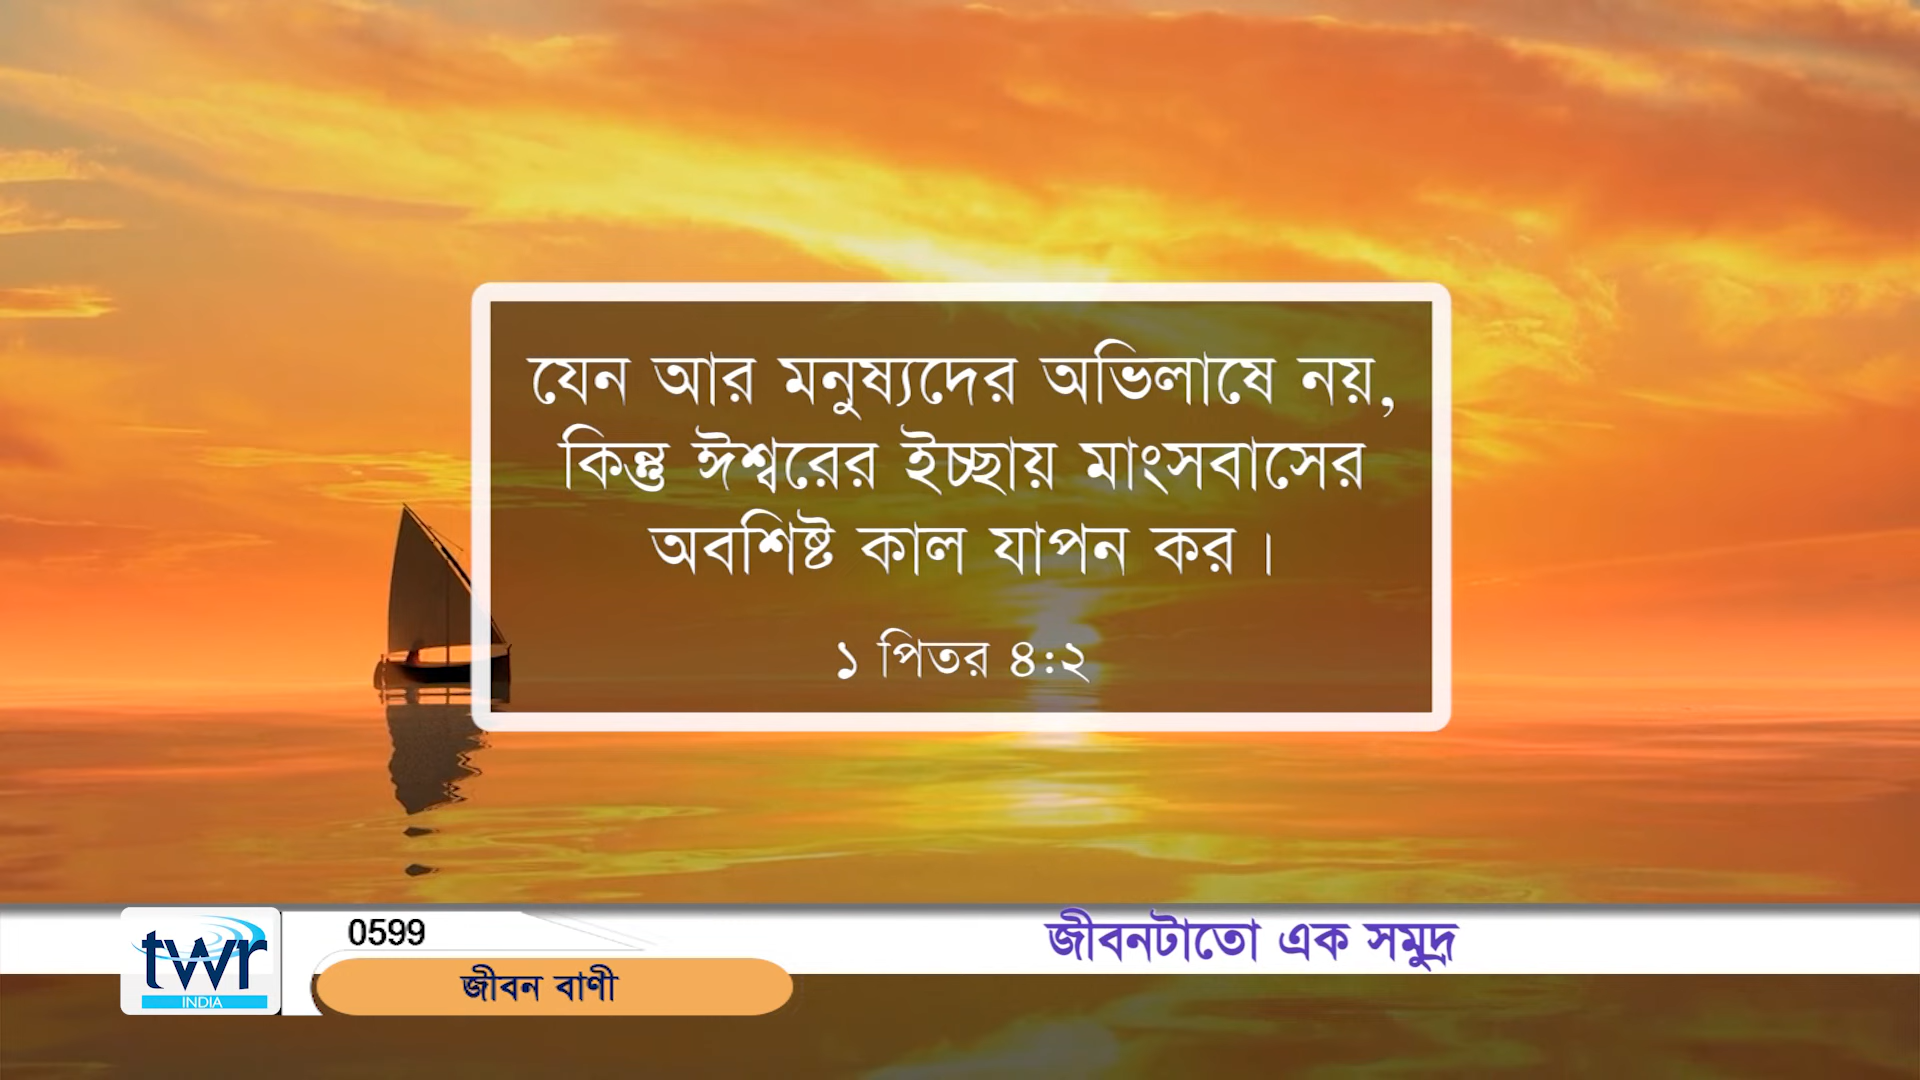 যেন আর মনুষ্যদের অভিলাষে নয়,
কিন্তু ঈশ্বরের ইচ্ছায় মাংসবাসের
অবশিষ্ট কাল যাপন কর।
১ পিতর ৪:২
twr
INDIA
0599
জীবন বাণী
জীবনটাতো এক সমুদ্র